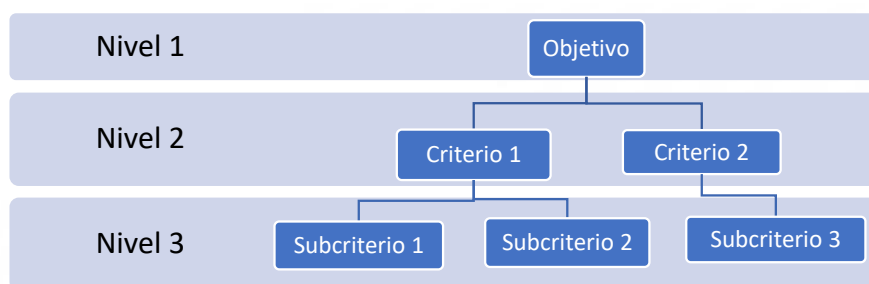 Nivel 1
Objetivo
Nivel 2
Criterio 1
Criterio 2
Nivel 3
Subcriterio 1
Subcriterio 2
Subcriterio 3